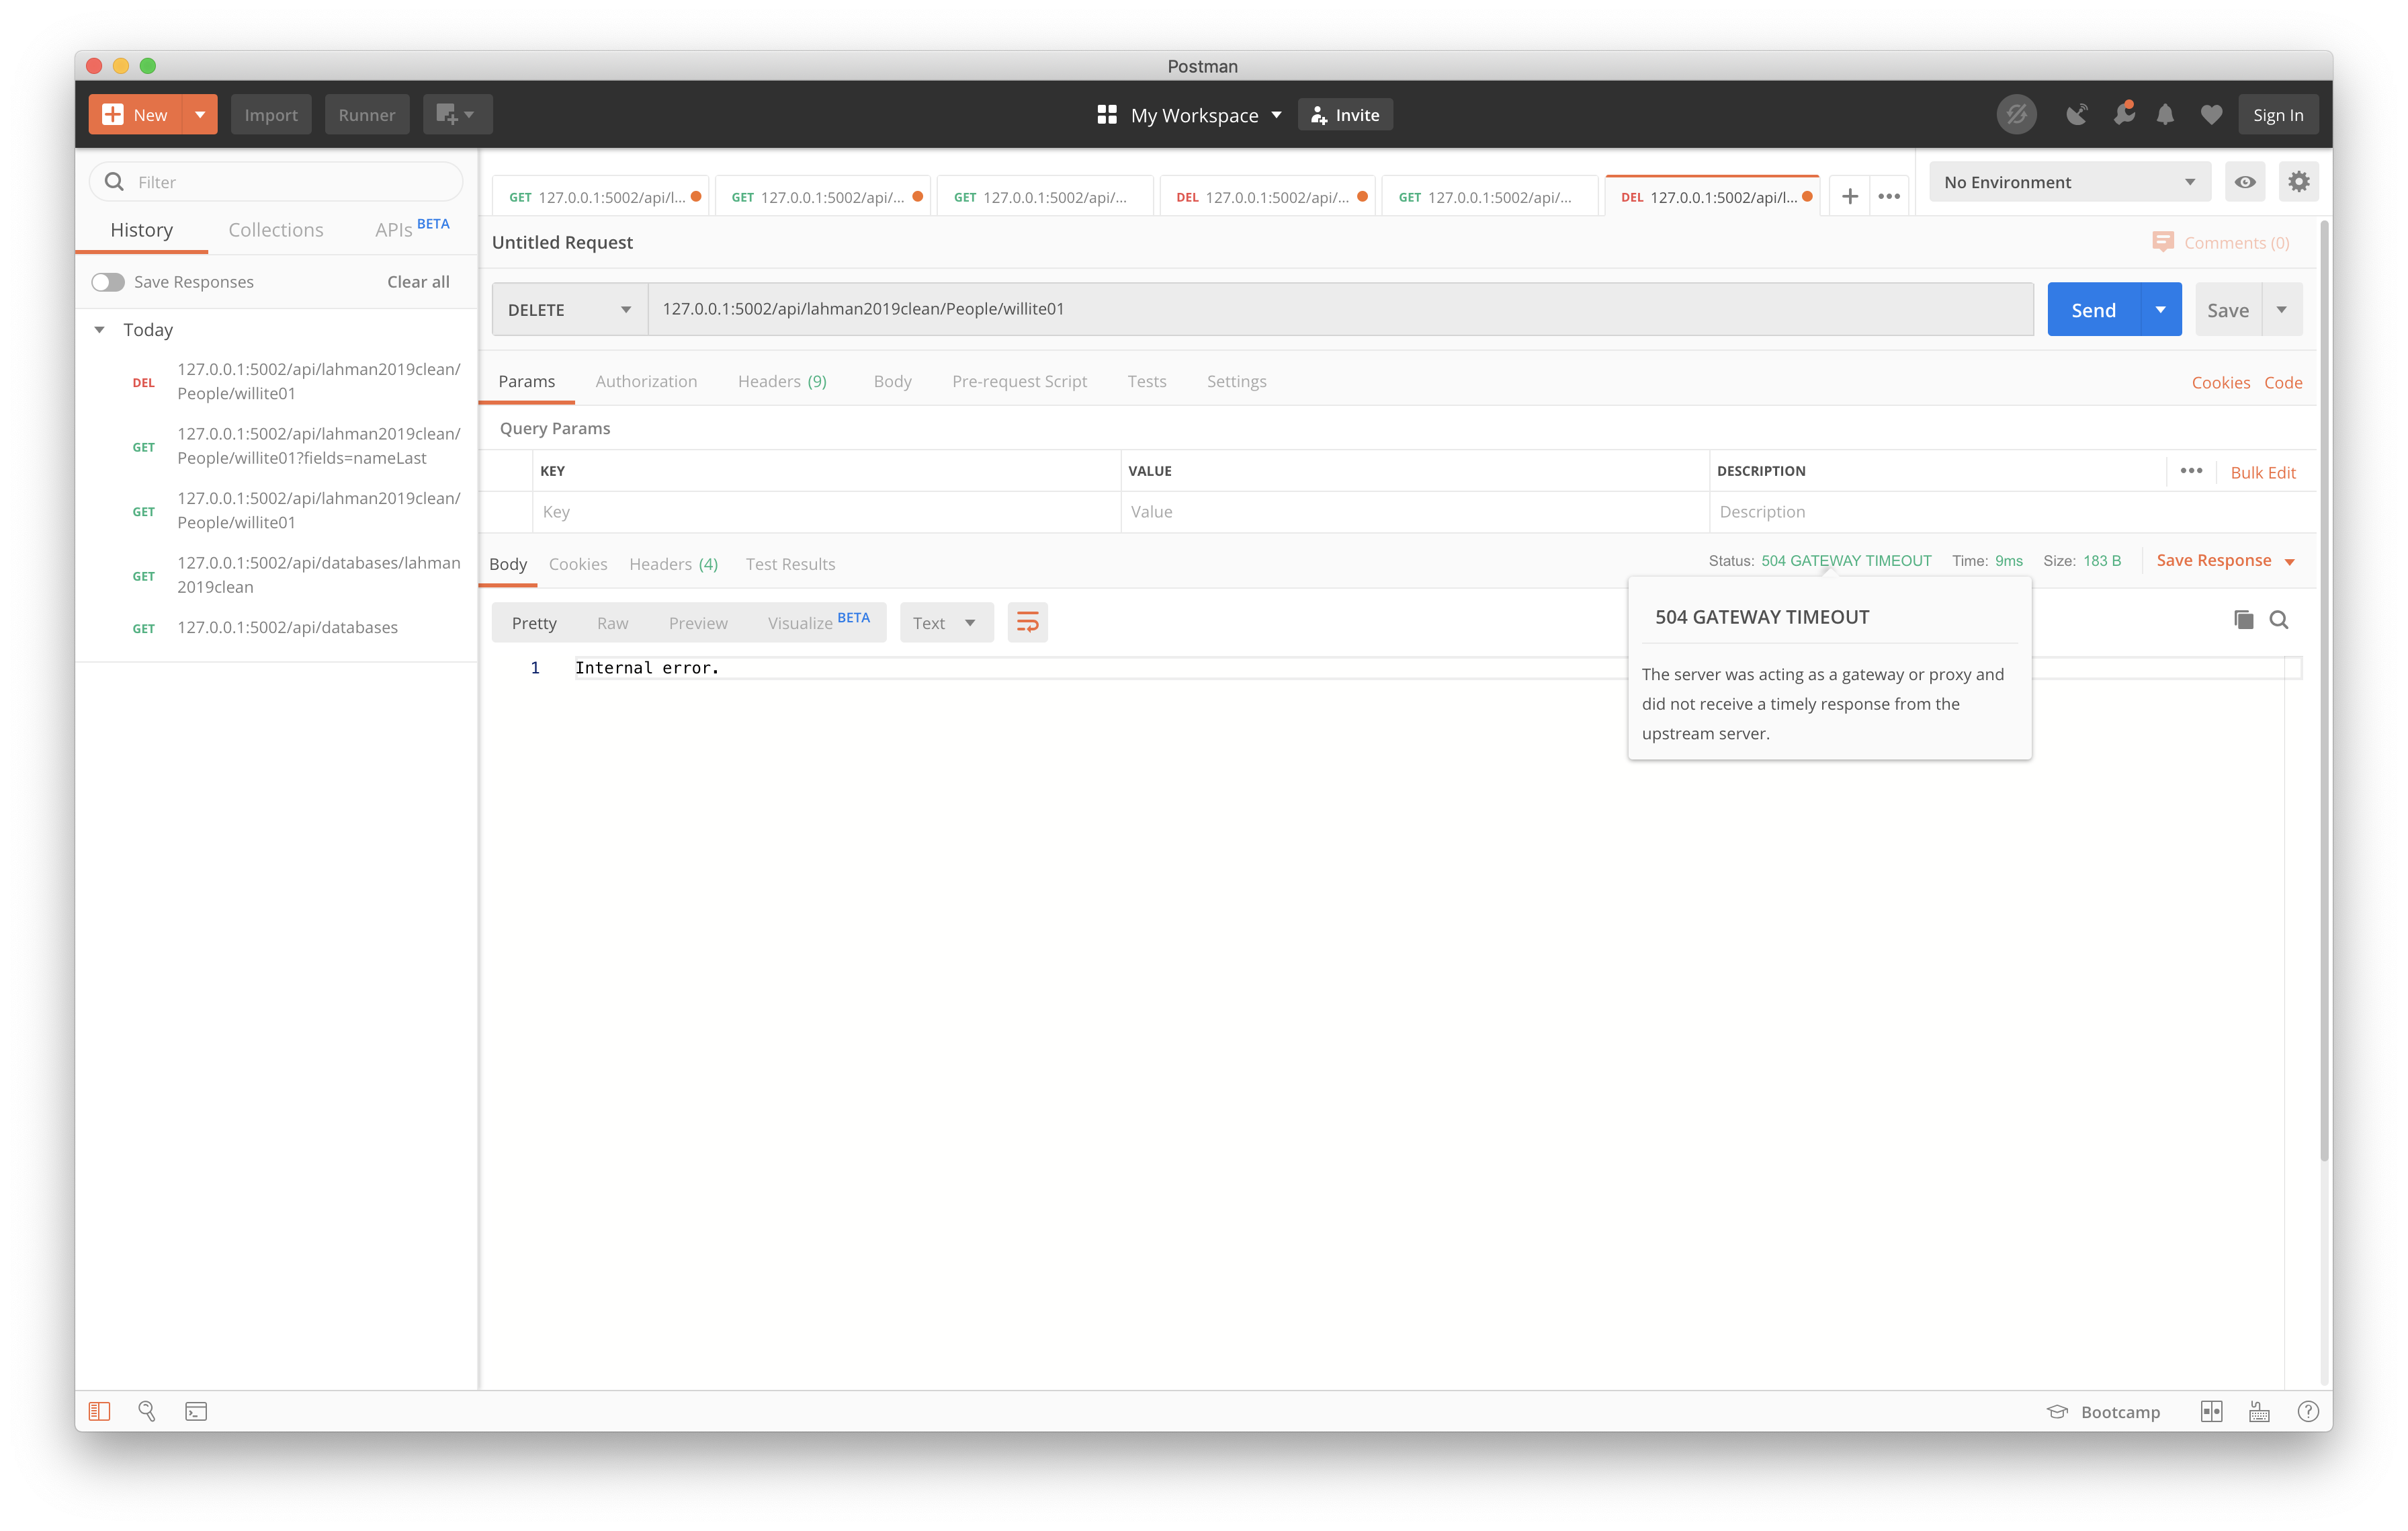 Postman
New
Import
Runner
My Workspace
Invite
Sign In
Filter
History
Collections
APIs BETA
Save Responses
Clear all
Today
DEL 127.0.0.1:5002/api/lahman2019clean/
People/willite01
GET 127.0.0.1:5002/api/lahman2019clean/
People/willite01?fields=nameLast
GET 127.0.0.1:5002/api/lahman2019clean/
People/willite01
GET 127.0.0.1:5002/api/databases/lahman
2019clean
GET 127.0.0.1:5002/api/databases
GET 127.0.0.1:5002/api/l...
GET 127.0.0.1:5002/api/...
GET 127.0.0.1:5002/api/...
DEL 127.0.0.1:5002/api/...
GET 127.0.0.1:5002/api/...
DEL 127.0.0.1:5002/api/l...
No Environment
Untitled Request
Comments (0)
DELETE
127.0.0.1:5002/api/lahman2019clean/People/willite01
Send
Save
Params
Authorization
Headers (9)
Body
Pre-request Script
Tests
Settings
Cookies
Code
Query Params
KEY
VALUE
DESCRIPTION
Bulk Edit
Key
Value
Description
Body
Cookies
Headers (4)
Test Results
Status: 504 GATEWAY TIMEOUT
Time: 9ms
Size: 183 B
Save Response
Pretty
Raw
Preview
Visualize BETA
Text
1 Internal error.
504 GATEWAY TIMEOUT
The server was acting as a gateway or proxy and
did not receive a timely response from the
upstream server.
Bootcamp